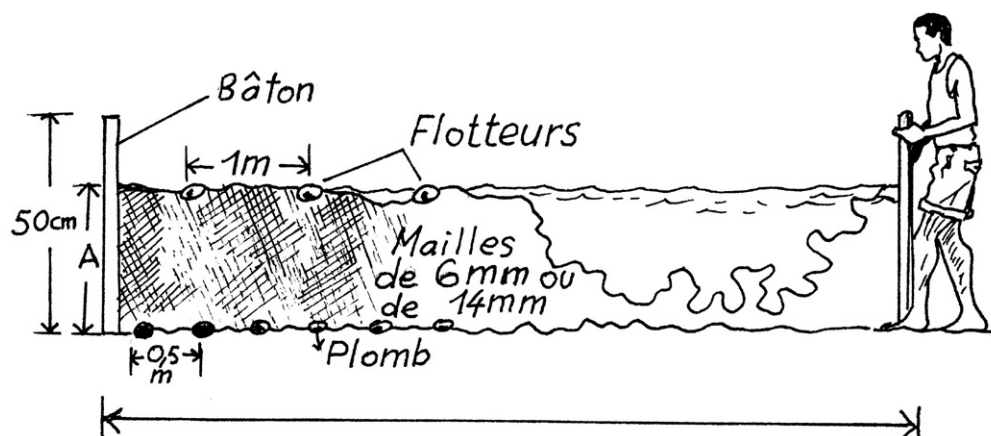 Bâton
Flotteurs
1m
50cm
A
Mailles
de 6mm ou
de 14mm
Plomb
0,5
m